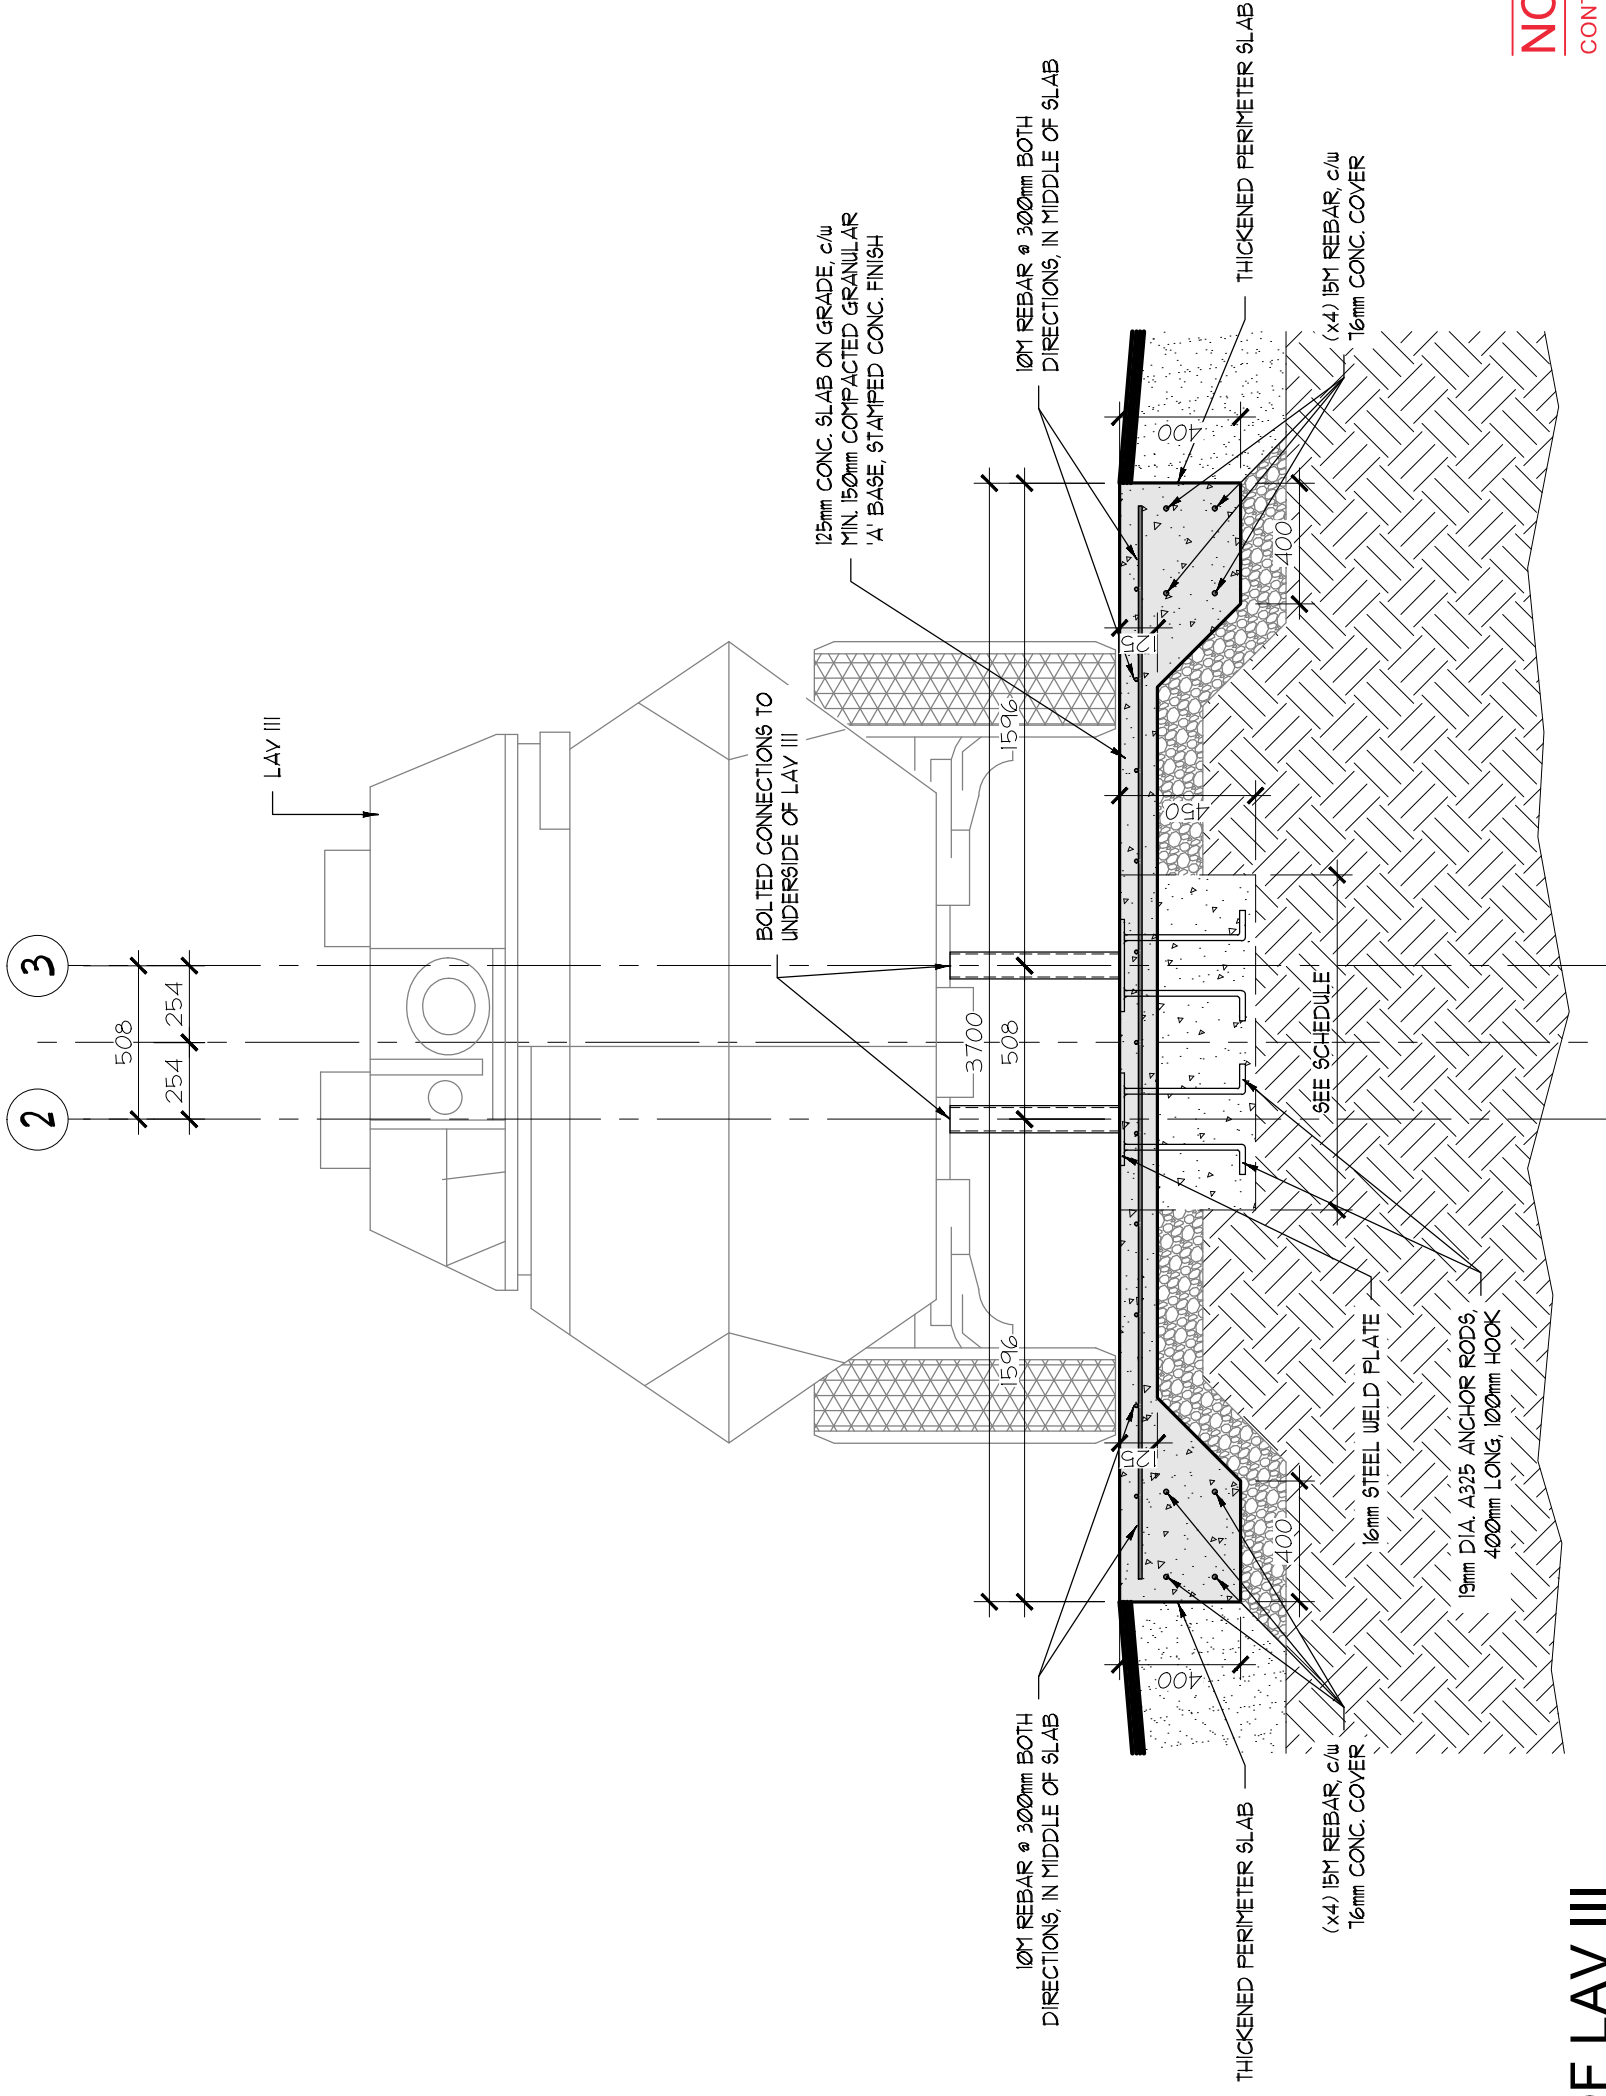 2
3
508
254
254
LAV III
BOLTED CONNECTIONS TO
UNDERSIDE OF LAV III
125mm CONC. SLAB ON GRADE, c/w
MIN. 150mm COMPACTED GRANULAR
'A' BASE, STAMPED CONC. FINISH
3700
1596
508
1596
10M REBAR @ 300mm BOTH
DIRECTIONS, IN MIDDLE OF SLAB
10M REBAR @ 300mm BOTH
DIRECTIONS, IN MIDDLE OF SLAB
125
125
400
450
400
THICKENED PERIMETER SLAB
THICKENED PERIMETER SLAB
400
400
SEE SCHEDULE
(x4) 15M REBAR, c/w
76mm CONC. COVER
(x4) 15M REBAR, c/w
76mm CONC. COVER
16mm STEEL WELD PLATE
19mm DIA. A325 ANCHOR RODS,
400mm LONG, 100mm HOOK
LAV III